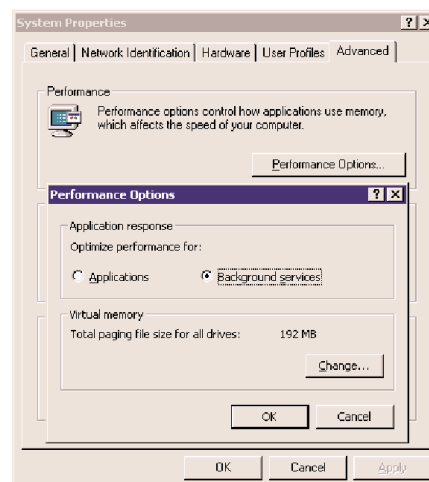 System Properties ? X
General Network Identification Hardware User Profiles Advanced
Performance
Performance options control how applications use memory,
which affects the speed of your computer.
Performance Options...
Performance Options ? X
Application response
Optimize performance for:
Applications Background services
Virtual memory
Total paging file size for all drives: 192 MB
Change...
OK Cancel
OK Cancel Apply